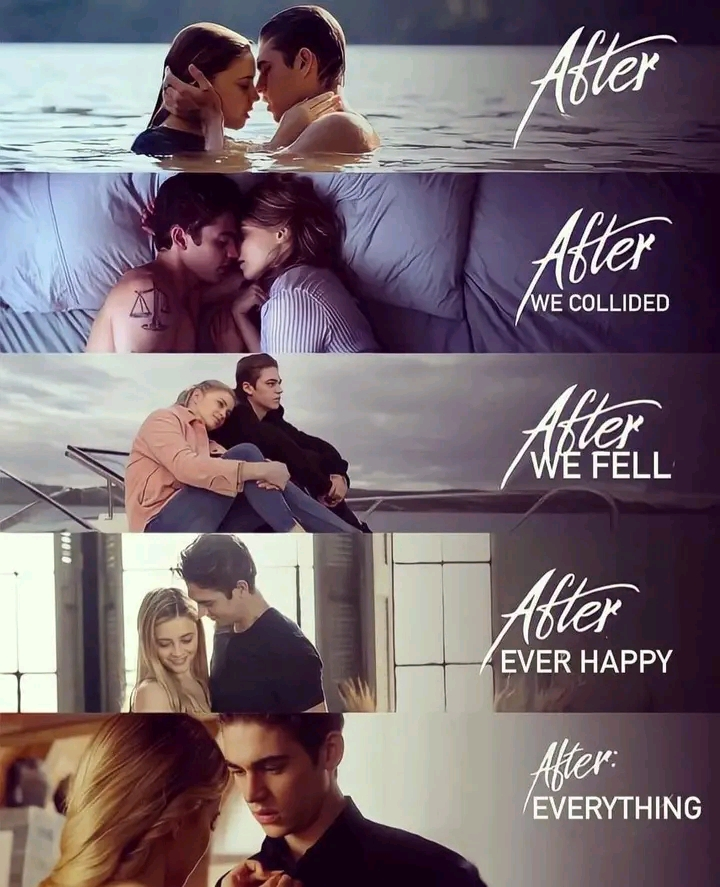 After
After
WE COLLIDED
After
WE FELL
After
EVER HAPPY
After:
EVERYTHING